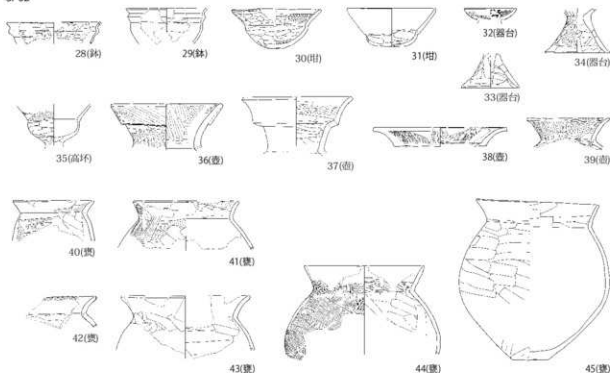 28(鉢)
29(鉢)
30(坩)
31(坩)
32(器台)
33(器台)
34(器台)
35(高坏)
36(壺)
37(壺)
38(壺)
39(壺)
40(甕)
41(甕)
42(甕)
43(甕)
44(甕)
45(甕)